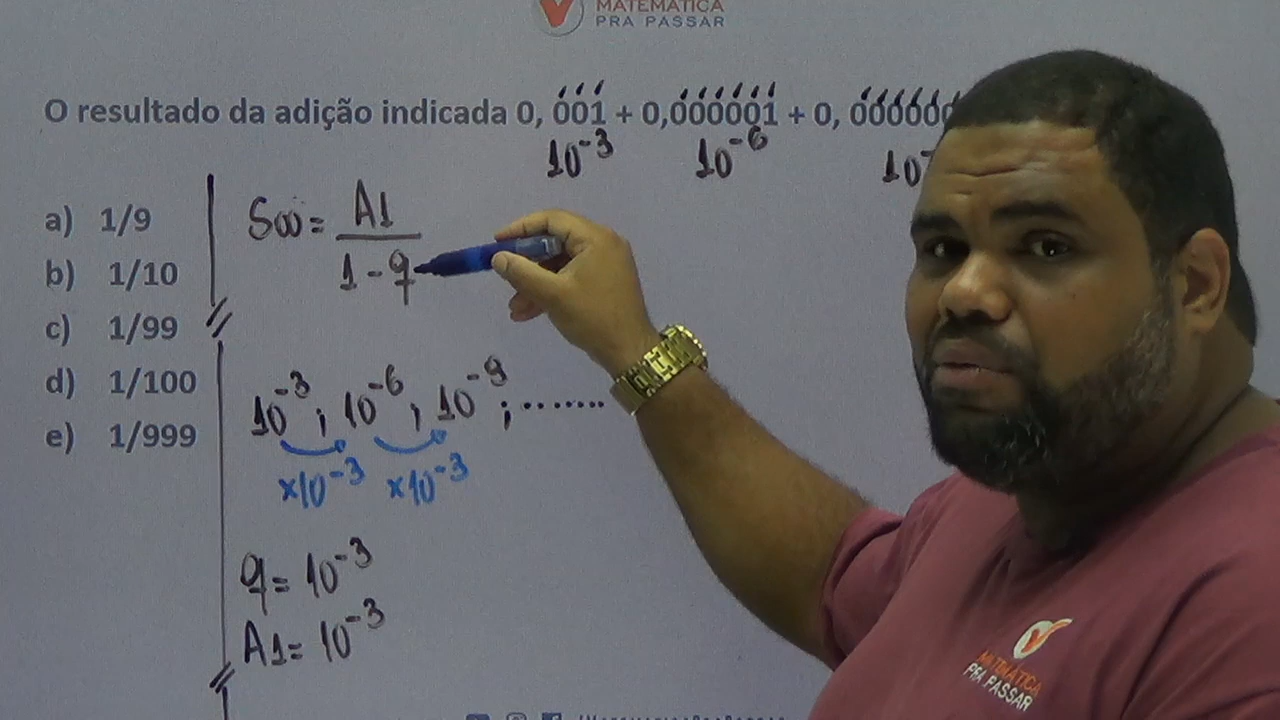 MATEMÁTICA
PRA PASSAR
O resultado da adição indicada 0, 001 + 0,000001 + 0, 000000
10⁻³ 10⁻⁶ 10⁻
a) 1/9
b) 1/10
c) 1/99
d) 1/100
e) 1/999
S∞ = A1
1 - q
10⁻³ ; 10⁻⁶ ; 10⁻⁹ ; ........
x10⁻³ x10⁻³
q = 10⁻³
A1 = 10⁻³
MATEMÁTICA
PRA PASSAR